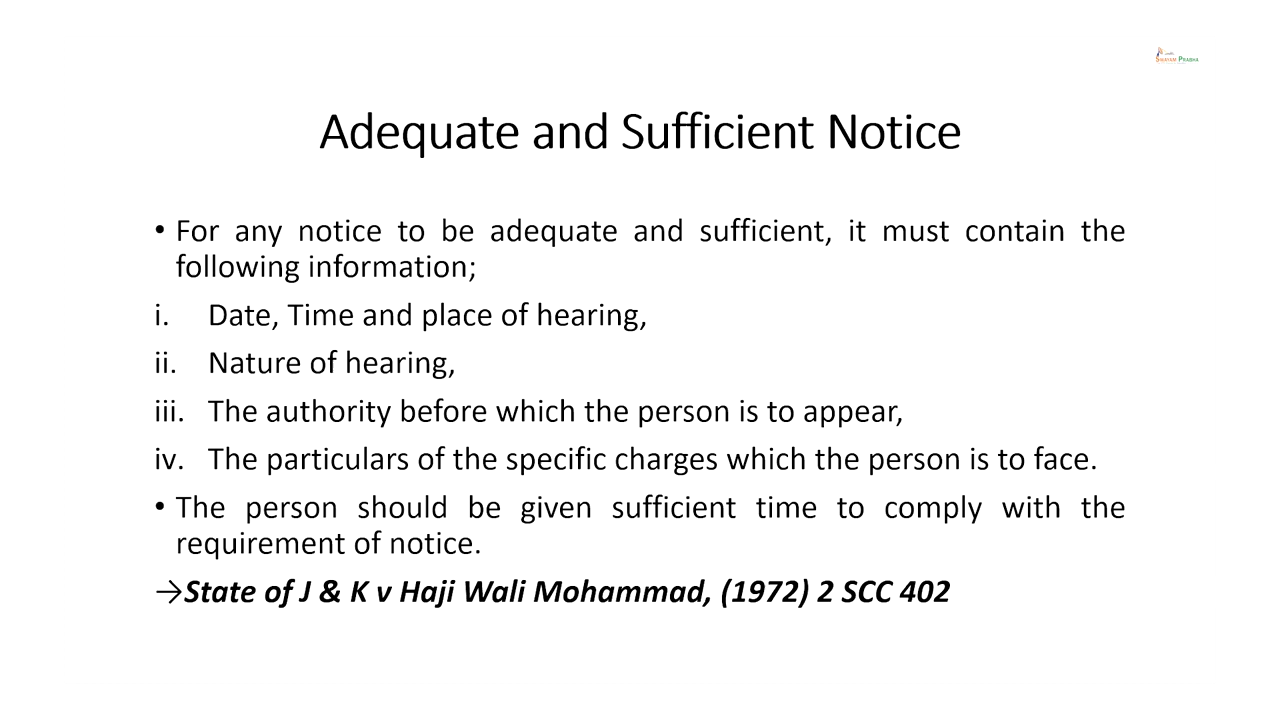 SWAYAM PRABHA
Adequate and Sufficient Notice
• For any notice to be adequate and sufficient, it must contain the
following information;
i. Date, Time and place of hearing,
ii. Nature of hearing,
iii. The authority before which the person is to appear,
iv. The particulars of the specific charges which the person is to face.
• The person should be given sufficient time to comply with the
requirement of notice.
→State of J & K v Haji Wali Mohammad, (1972) 2 SCC 402